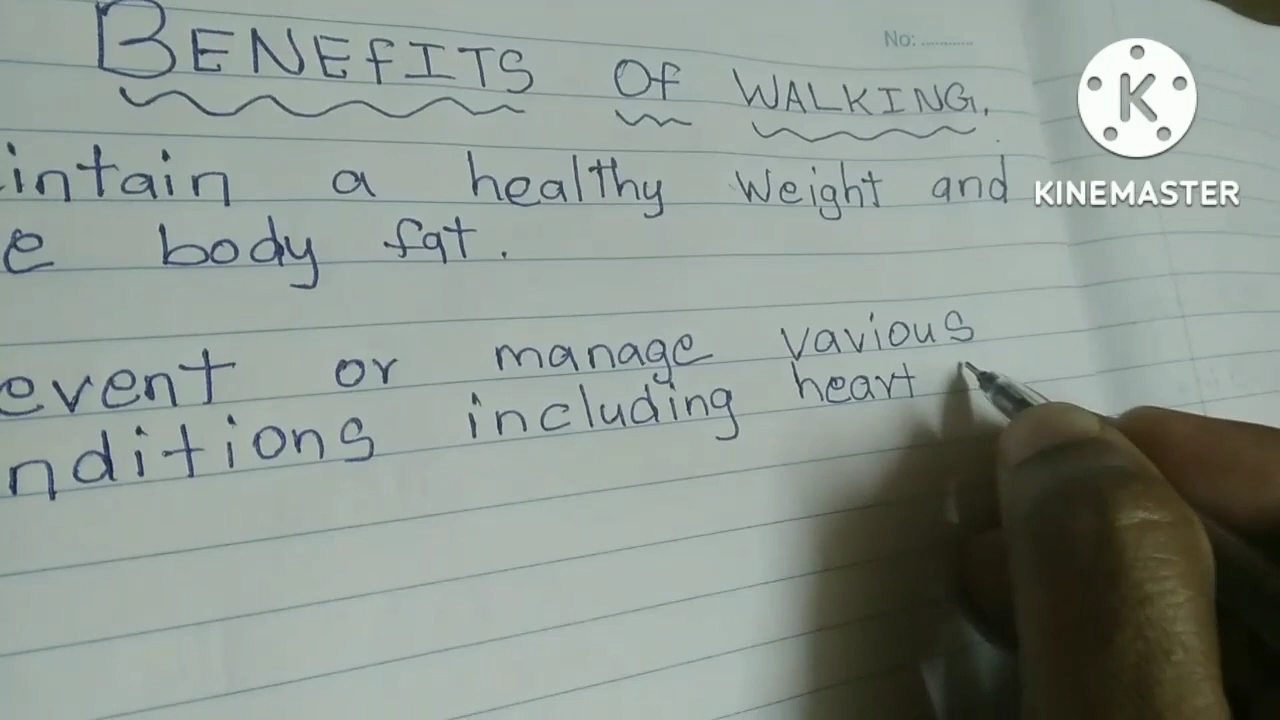 BENEFITS Of WALKING.
No: ...........
intain a healthy Weight and
e body fat.
event or manage various
nditions including heart
K
KINEMASTER